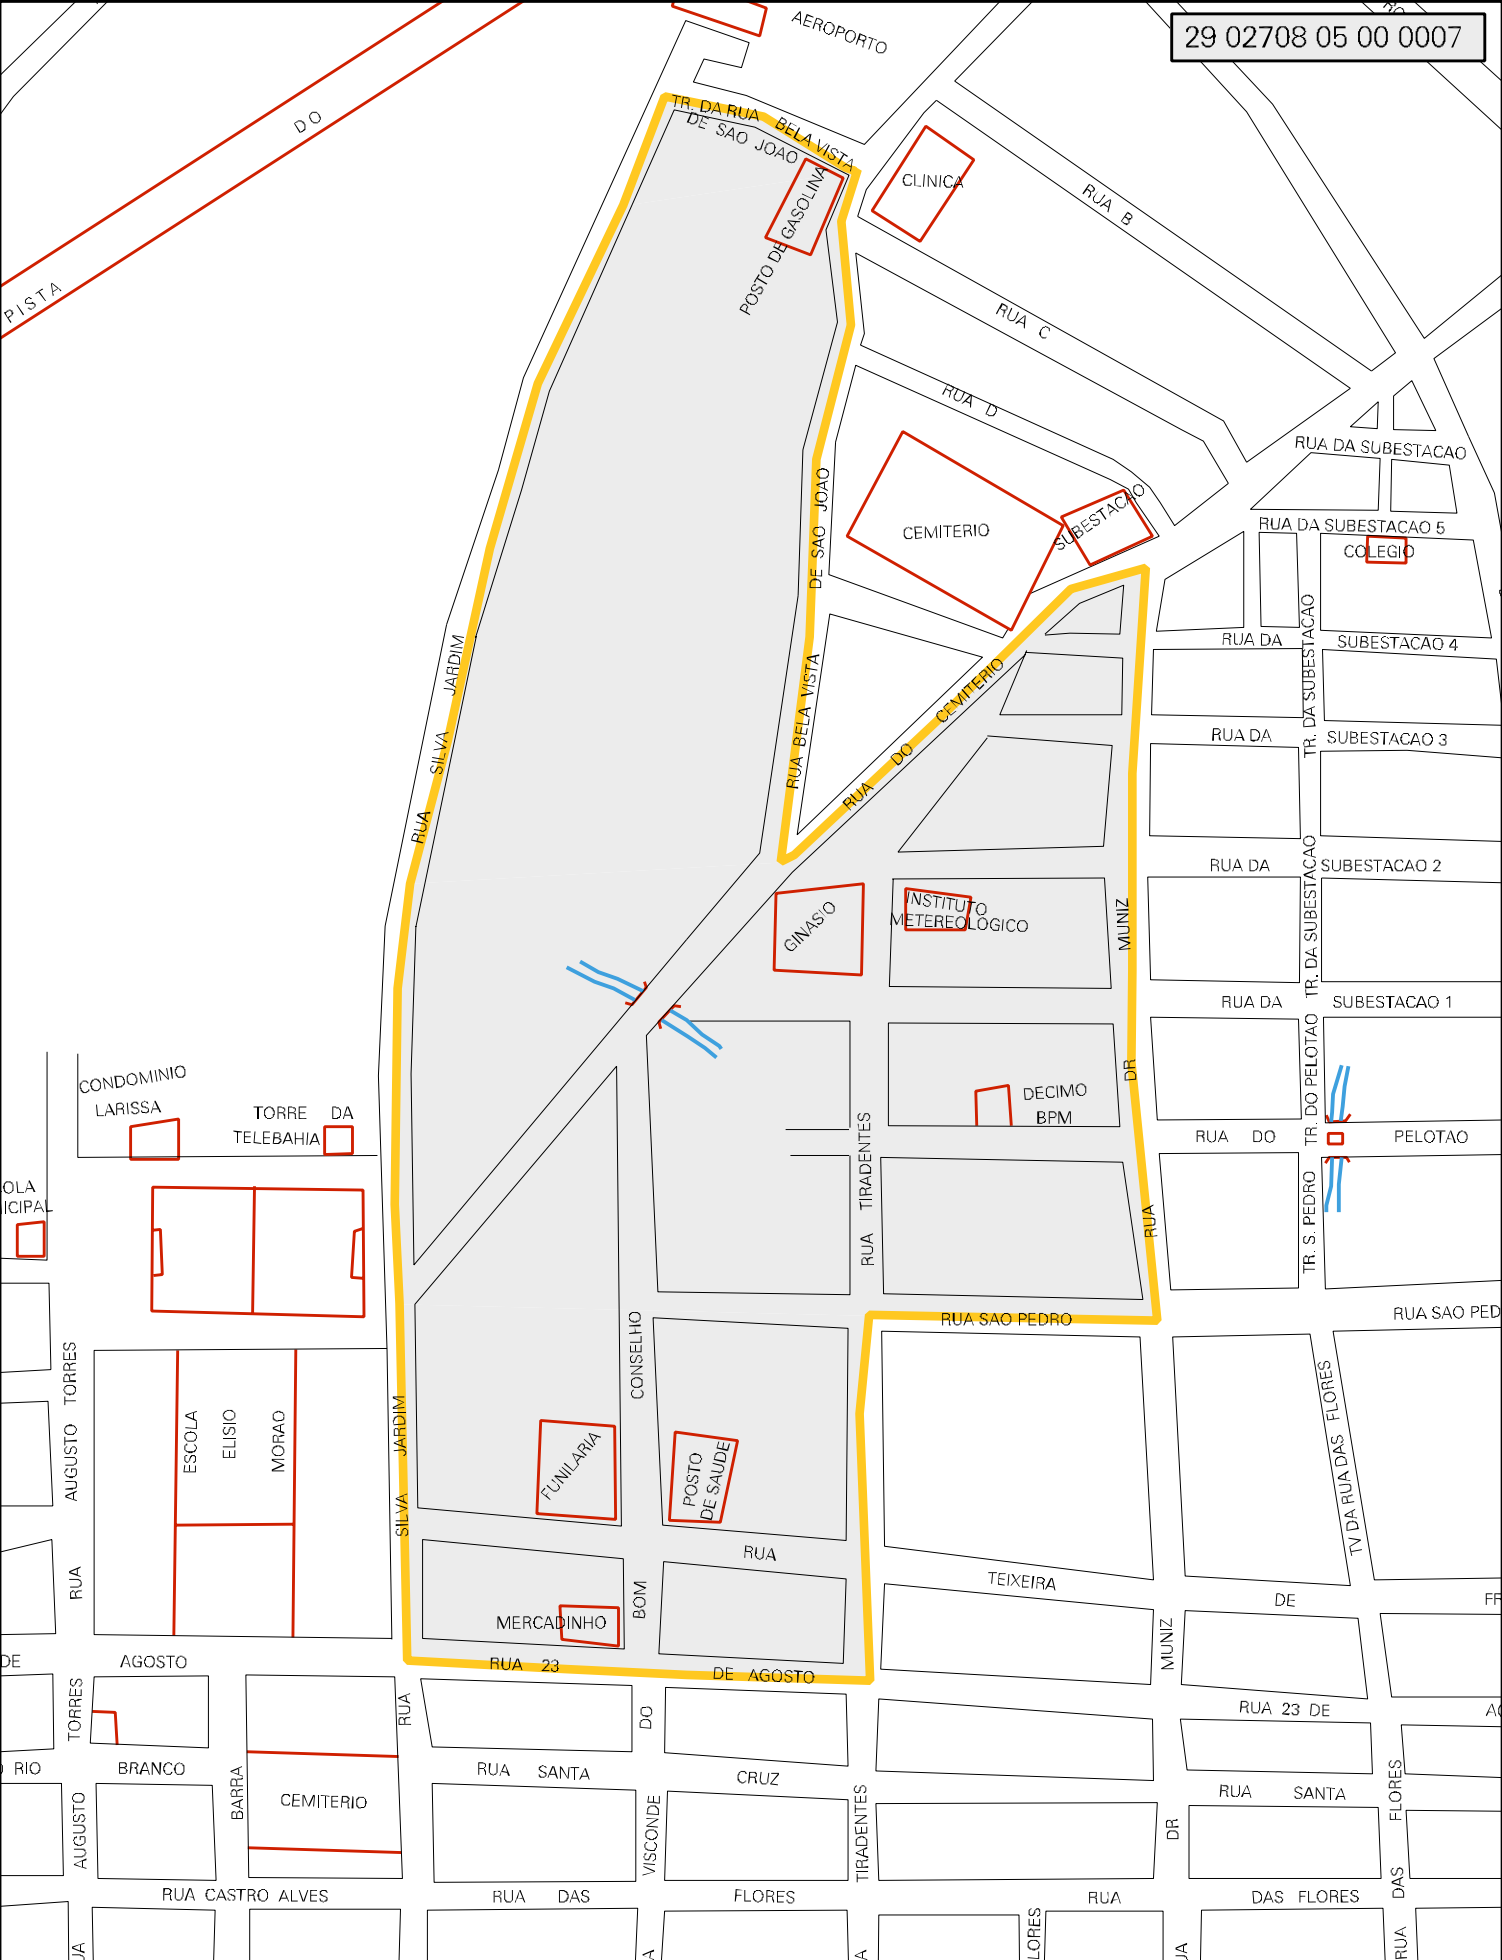 29 02708 05 00 0007
AEROPORTO
DO
PISTA
TR. DA RUA BELA VISTA
DE SAO JOAO
POSTO DE GASOLINA
CLINICA
RUA B
RUA C
RUA D
RUA DA SUBESTACAO
CEMITERIO
SUBESTACAO
RUA DA SUBESTACAO 5
COLEGIO
RUA BELA VISTA DE SAO JOAO
RUA DA SUBESTACAO 4
TR. DA SUBESTACAO
RUA SILVA JARDIM
RUA DO CEMITERIO
RUA DA SUBESTACAO 3
RUA DA SUBESTACAO 2
TR. DA SUBESTACAO
GINASIO
INSTITUTO
METEREOLOGICO
RUA DR MUNIZ
RUA DA SUBESTACAO 1
CONDOMINIO
LARISSA
TORRE DA
TELEBAHIA
DECIMO
BPM
RUA TIRADENTES
RUA DO PELOTAO
TR. DO PELOTAO
TR. S. PEDRO
OLA
ICIPAL
RUA SAO PEDRO
RUA SAO PED
CONSELHO
RUA AUGUSTO TORRES
ESCOLA
ELISIO
MORAO
SILVA JARDIM
FUNILARIA
POSTO
DE SAUDE
TV DA RUA DAS FLORES
RUA TEIXEIRA DE FR
BOM
MERCADINHO
MUNIZ
DE AGOSTO
RUA 23 DE AGOSTO
RUA 23 DE AG
TORRES
RUA
DO
RIO BRANCO
RUA SANTA CRUZ
RUA SANTA
BARRA
CEMITERIO
AUGUSTO
VISCONDE
TIRADENTES
DR
FLORES
RUA CASTRO ALVES
RUA DAS FLORES
RUA DAS FLORES
DAS
LORES
RUA